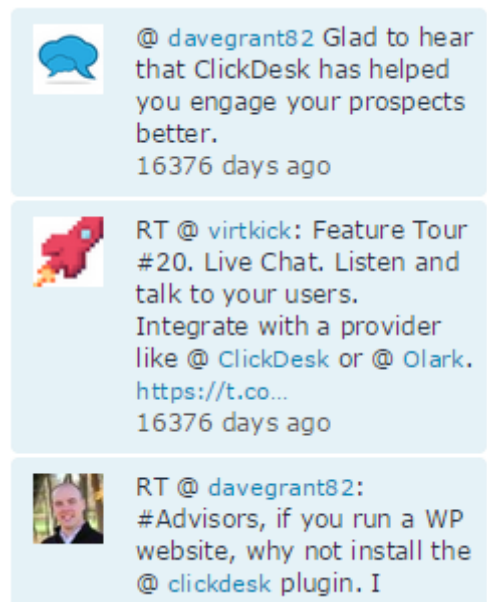 @ davegrant82 Glad to hear
that ClickDesk has helped
you engage your prospects
better.
16376 days ago
RT @ virtkick: Feature Tour
#20. Live Chat. Listen and
talk to your users.
Integrate with a provider
like @ ClickDesk or @ Olark.
https://t.co…
16376 days ago
RT @ davegrant82:
#Advisors, if you run a WP
website, why not install the
@ clickdesk plugin. I